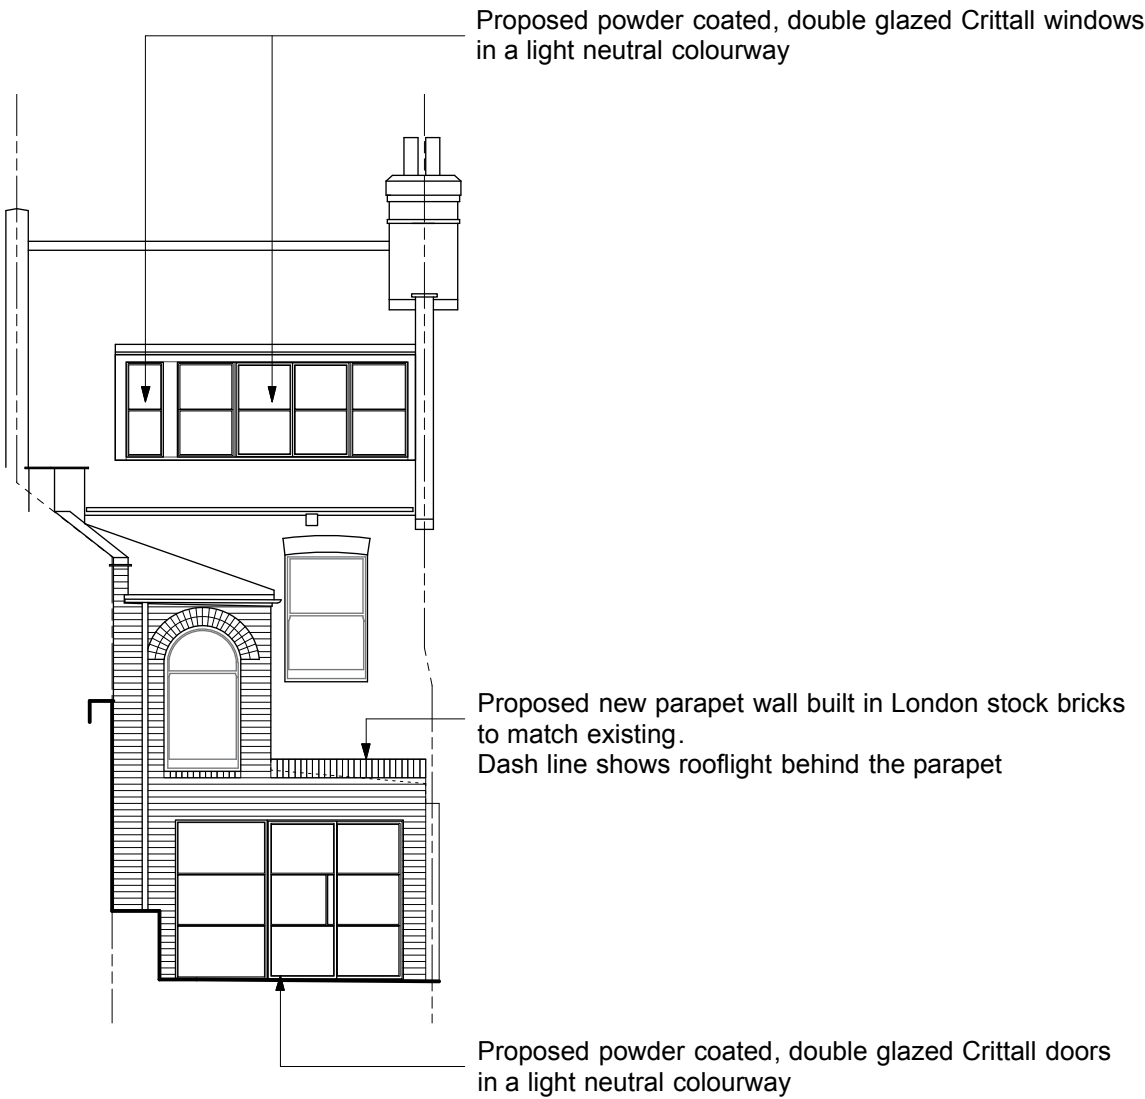 Proposed powder coated, double glazed Crittall windows
in a light neutral colourway
Proposed new parapet wall built in London stock bricks
to match existing.
Dash line shows rooflight behind the parapet
Proposed powder coated, double glazed Crittall doors
in a light neutral colourway